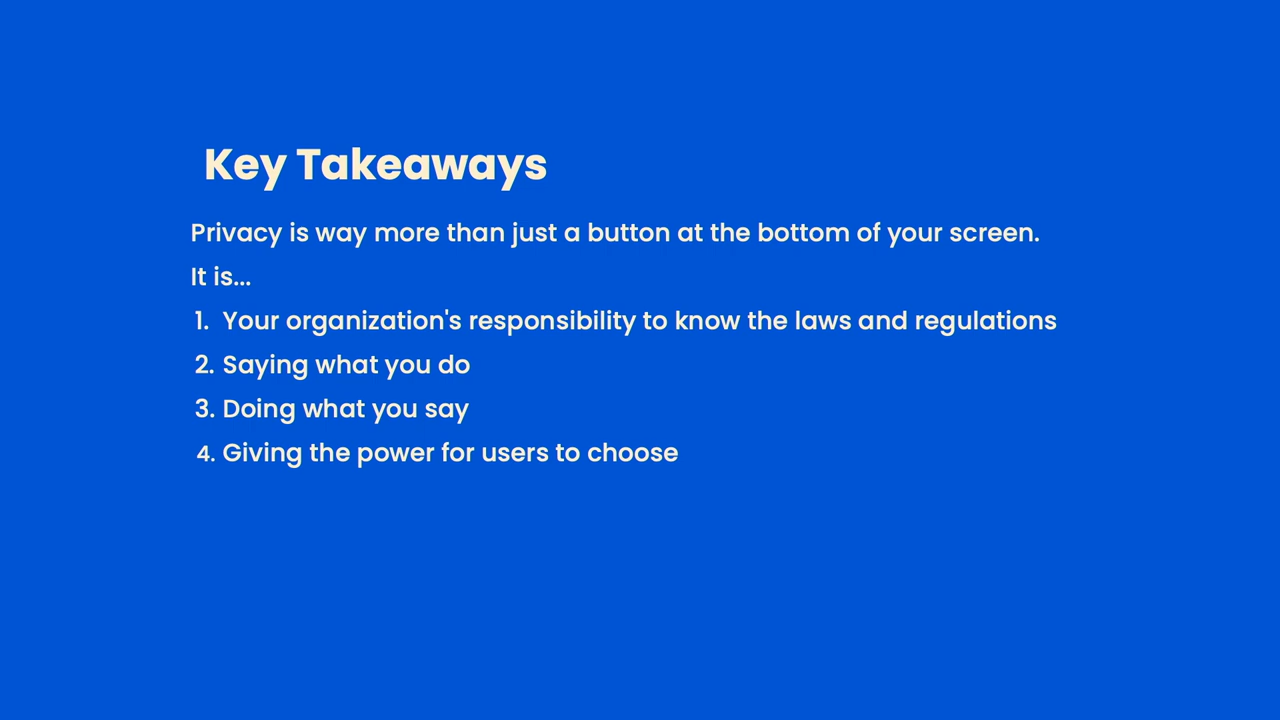 Key Takeaways
Privacy is way more than just a button at the bottom of your screen.
It is...
1. Your organization's responsibility to know the laws and regulations
2. Saying what you do
3. Doing what you say
4. Giving the power for users to choose